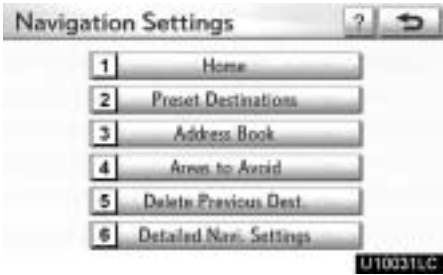 Navigation Settings ?
1 Home
2 Preset Destinations
3 Address Book
4 Areas to Avoid
5 Delete Previous Dest.
6 Detailed Navi. Settings
U10031LC